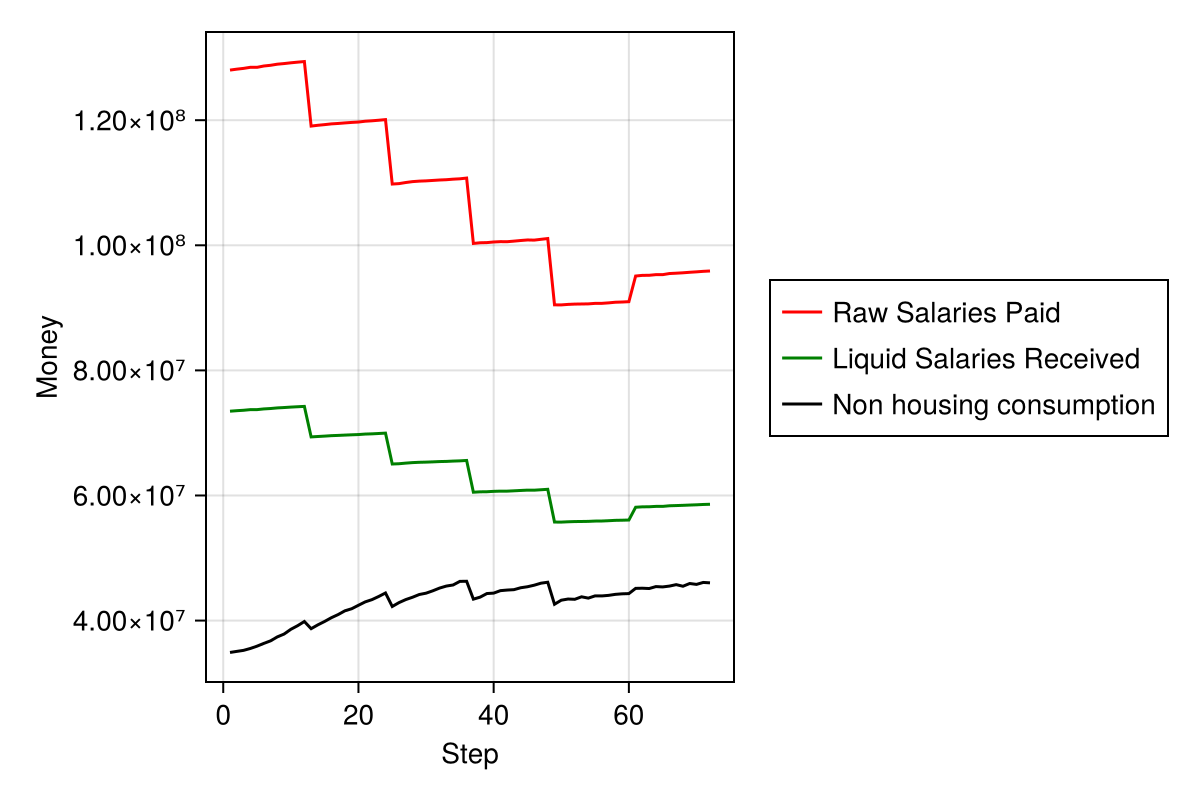 1.20×10⁸
1.00×10⁸
8.00×10⁷
6.00×10⁷
4.00×10⁷
Money
0 20 40 60
Step
Raw Salaries Paid
Liquid Salaries Received
Non housing consumption